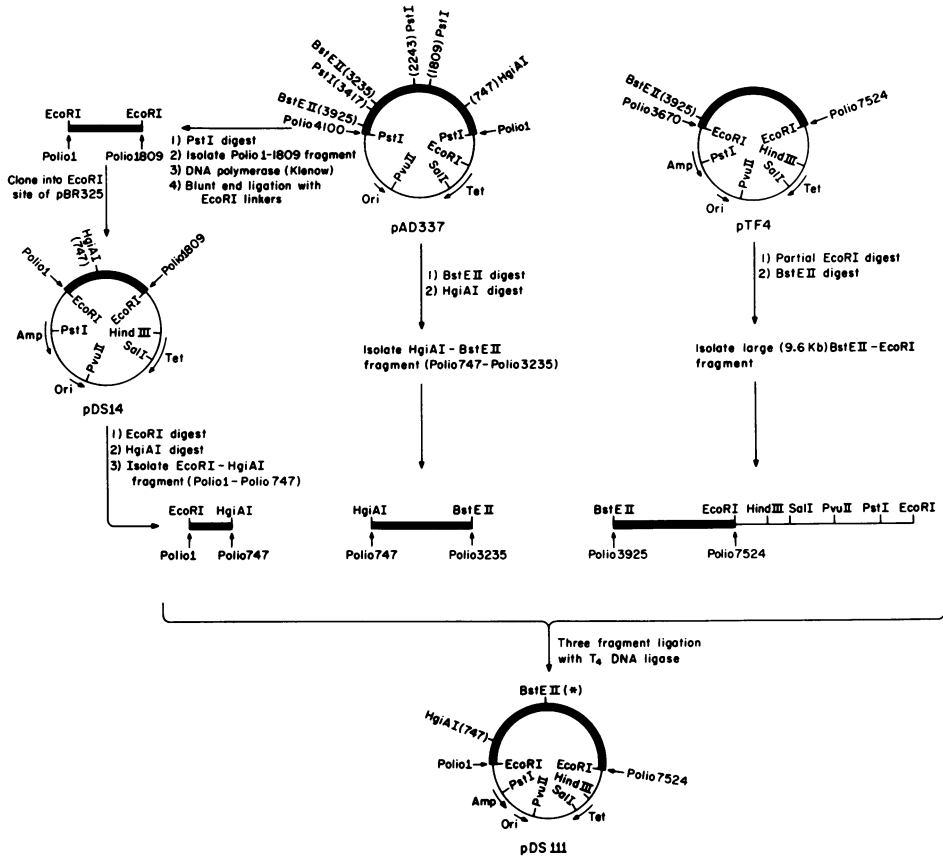 EcoRI EcoRI
Polio1 Polio1809
Clone into EcoRI
site of pBR325
1) PstI digest
2) Isolate Polio 1-1809 fragment
3) DNA polymerase (Klenow)
4) Blunt end ligation with
EcoRI linkers
BstEII(3235)
PstI(3417)
BstEII(3925)
Polio4100
(2243)PstI
(1809)PstI
(747)HgiAI
Polio1
PstI
PstI
EcoRI
SalI
PvuII
Ori
Tet
pAD337
BstEII(3925)
Polio3670
Polio7524
EcoRI
EcoRI
PstI
HindIII
PvuII
SalI
Amp
Ori
Tet
pTF4
HgiAI
(747)
Polio1
Polio1809
EcoRI
EcoRI
PstI
HindIII
PvuII
SalI
Amp
Ori
Tet
pDS14
1) BstEII digest
2) HgiAI digest
Isolate HgiAI-BstEII
fragment (Polio747-Polio3235)
1) Partial EcoRI digest
2) BstEII digest
Isolate large (9.6 Kb)BstEII-EcoRI
fragment
1) EcoRI digest
2) HgiAI digest
3) Isolate EcoRI-HgiAI
fragment (Polio1-Polio 747)
EcoRI HgiAI
Polio1 Polio747
HgiAI BstEII
Polio747 Polio3235
BstEII EcoRI HindIII SalI PvuII PstI EcoRI
Polio3925 Polio7524
Three fragment ligation
with T4 DNA ligase
BstEII(*)
HgiAI(747)
Polio1
Polio7524
EcoRI
EcoRI
PstI
HindIII
PvuII
SalI
Amp
Ori
Tet
pDS111